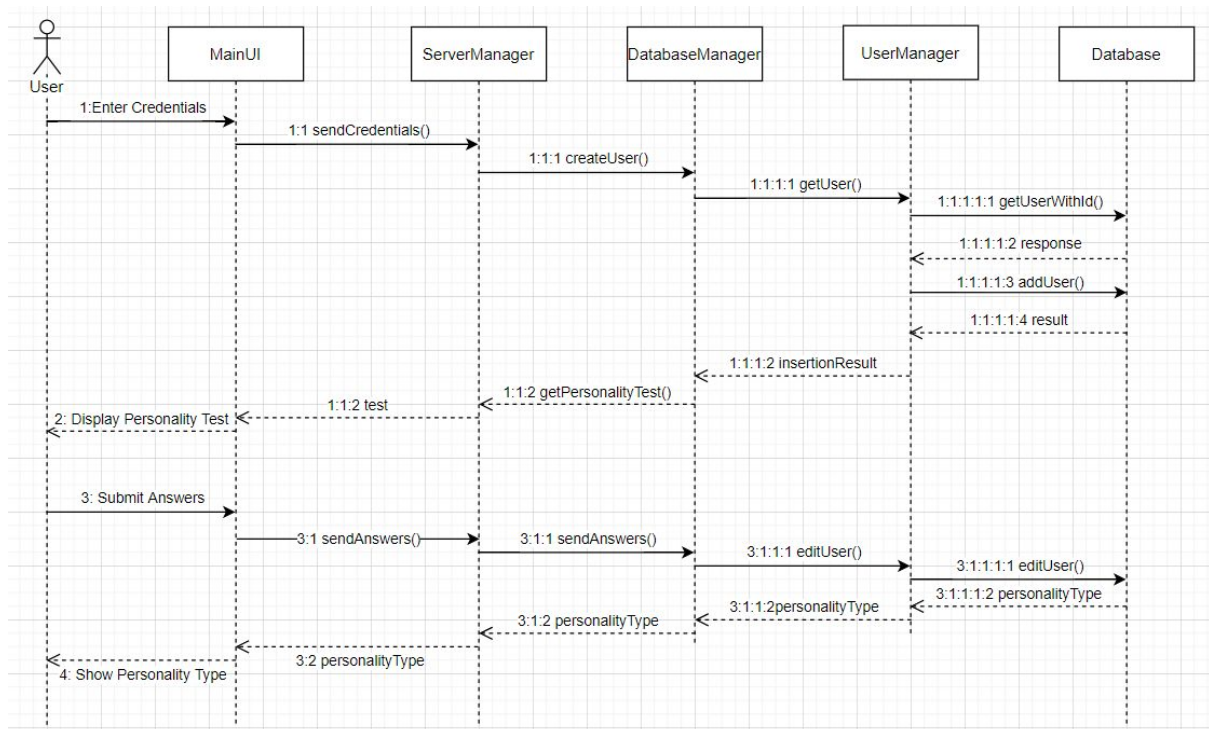 MainUI
ServerManager
DatabaseManager
UserManager
Database
User
1:Enter Credentials
1:1 sendCredentials()
1:1:1 createUser()
1:1:1:1 getUser()
1:1:1:1:1 getUserWithId()
1:1:1:1:2 response
1:1:1:1:3 addUser()
1:1:1:1:4 result
1:1:1:2 insertionResult
1:1:2 getPersonalityTest()
1:1:2 test
2: Display Personality Test
3: Submit Answers
3:1 sendAnswers()
3:1:1 sendAnswers()
3:1:1:1 editUser()
3:1:1:1:1 editUser()
3:1:1:1:2 personalityType
3:1:1:2personalityType
3:1:2 personalityType
3:2 personalityType
4: Show Personality Type